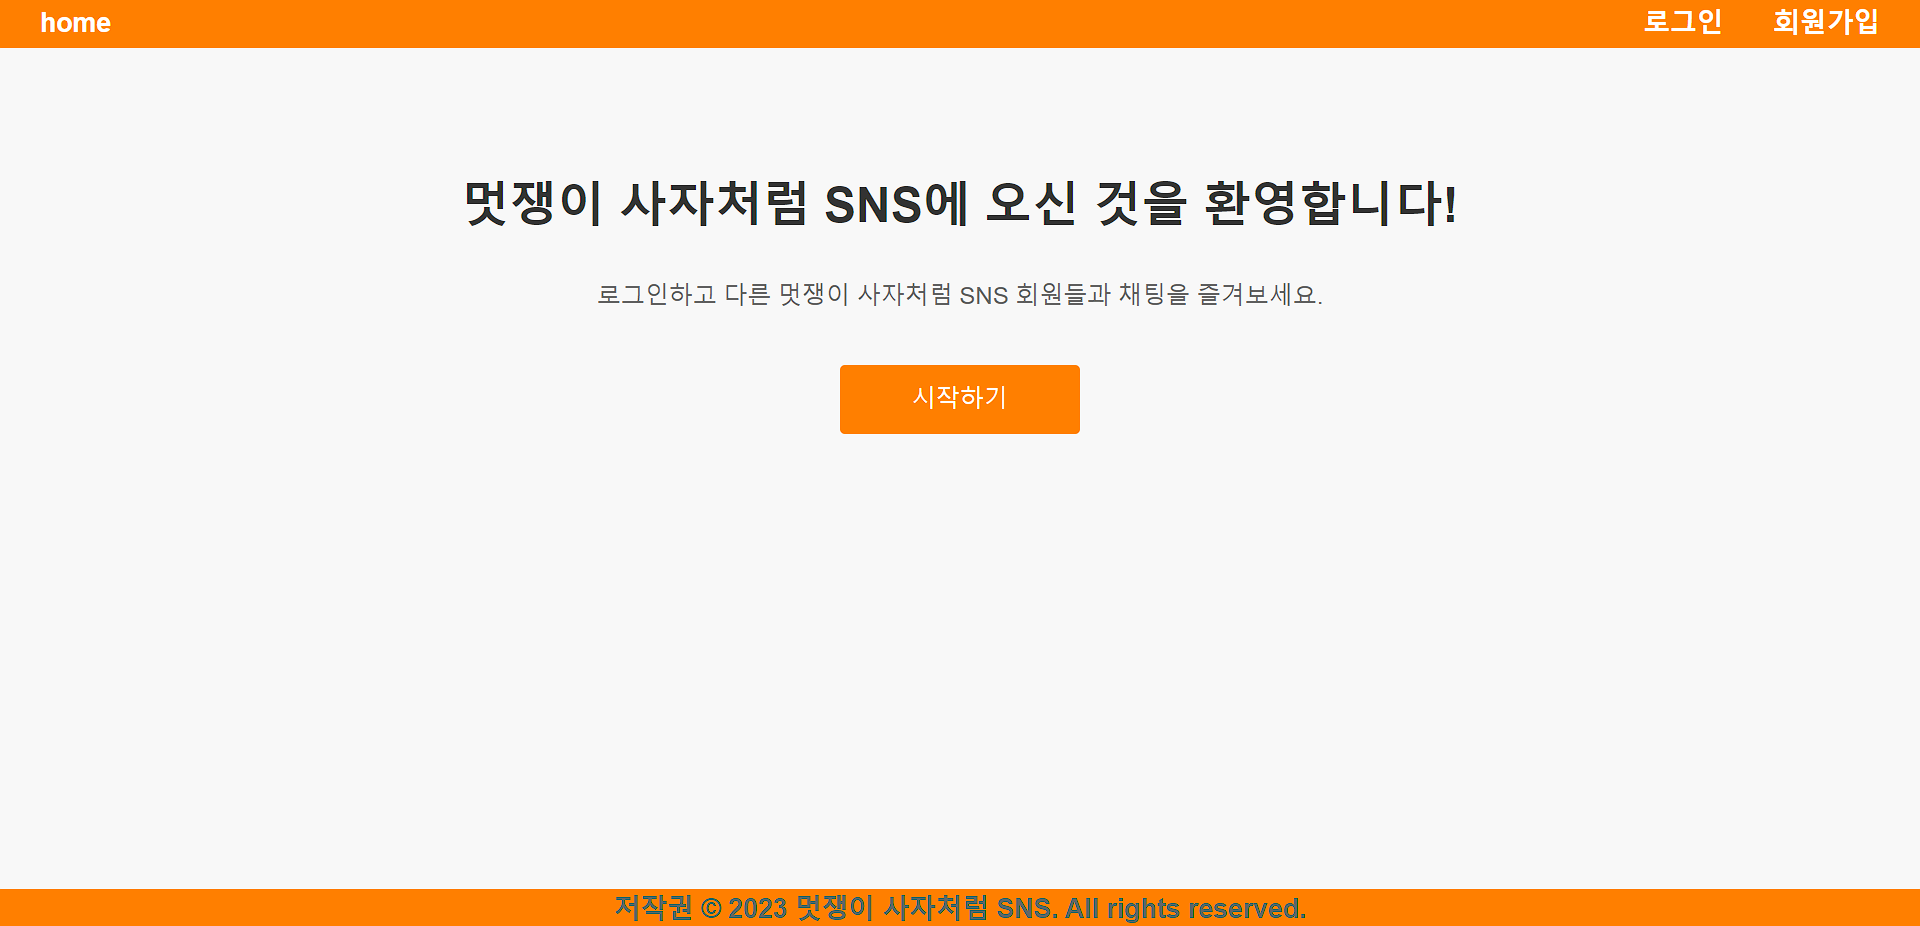 home 로그인 회원가입
멋쟁이 사자처럼 SNS에 오신 것을 환영합니다!
로그인하고 다른 멋쟁이 사자처럼 SNS 회원들과 채팅을 즐겨보세요.
시작하기
저작권 © 2023 멋쟁이 사자처럼 SNS. All rights reserved.